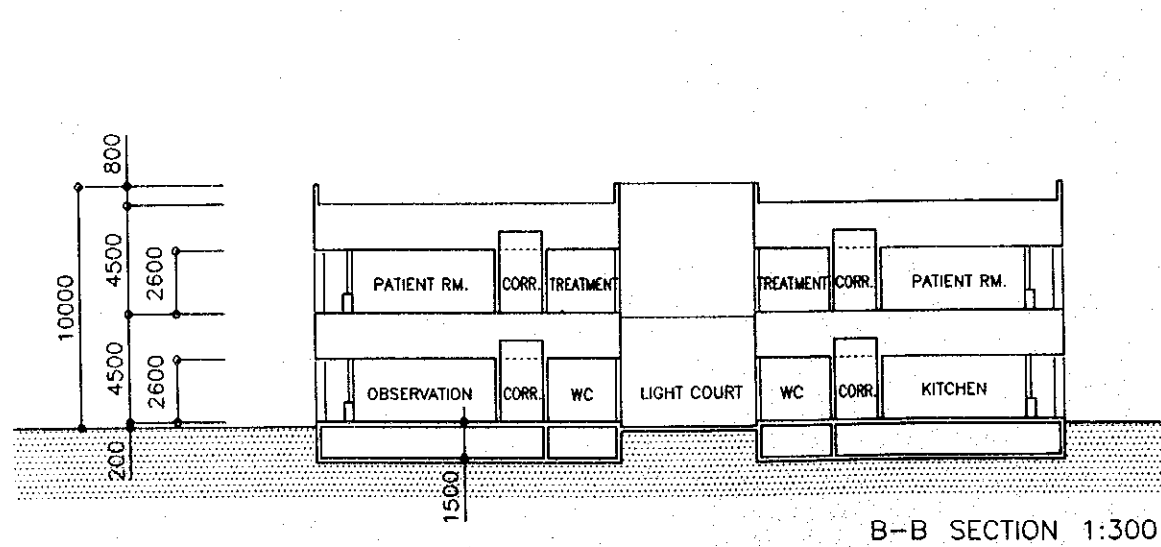 800
10000
4500
2600
4500
2600
200
1500
PATIENT RM.
CORR.
TREATMENT
TREATMENT
CORR.
PATIENT RM.
OBSERVATION
CORR.
WC
LIGHT COURT
WC
CORR.
KITCHEN
B-B SECTION 1:300